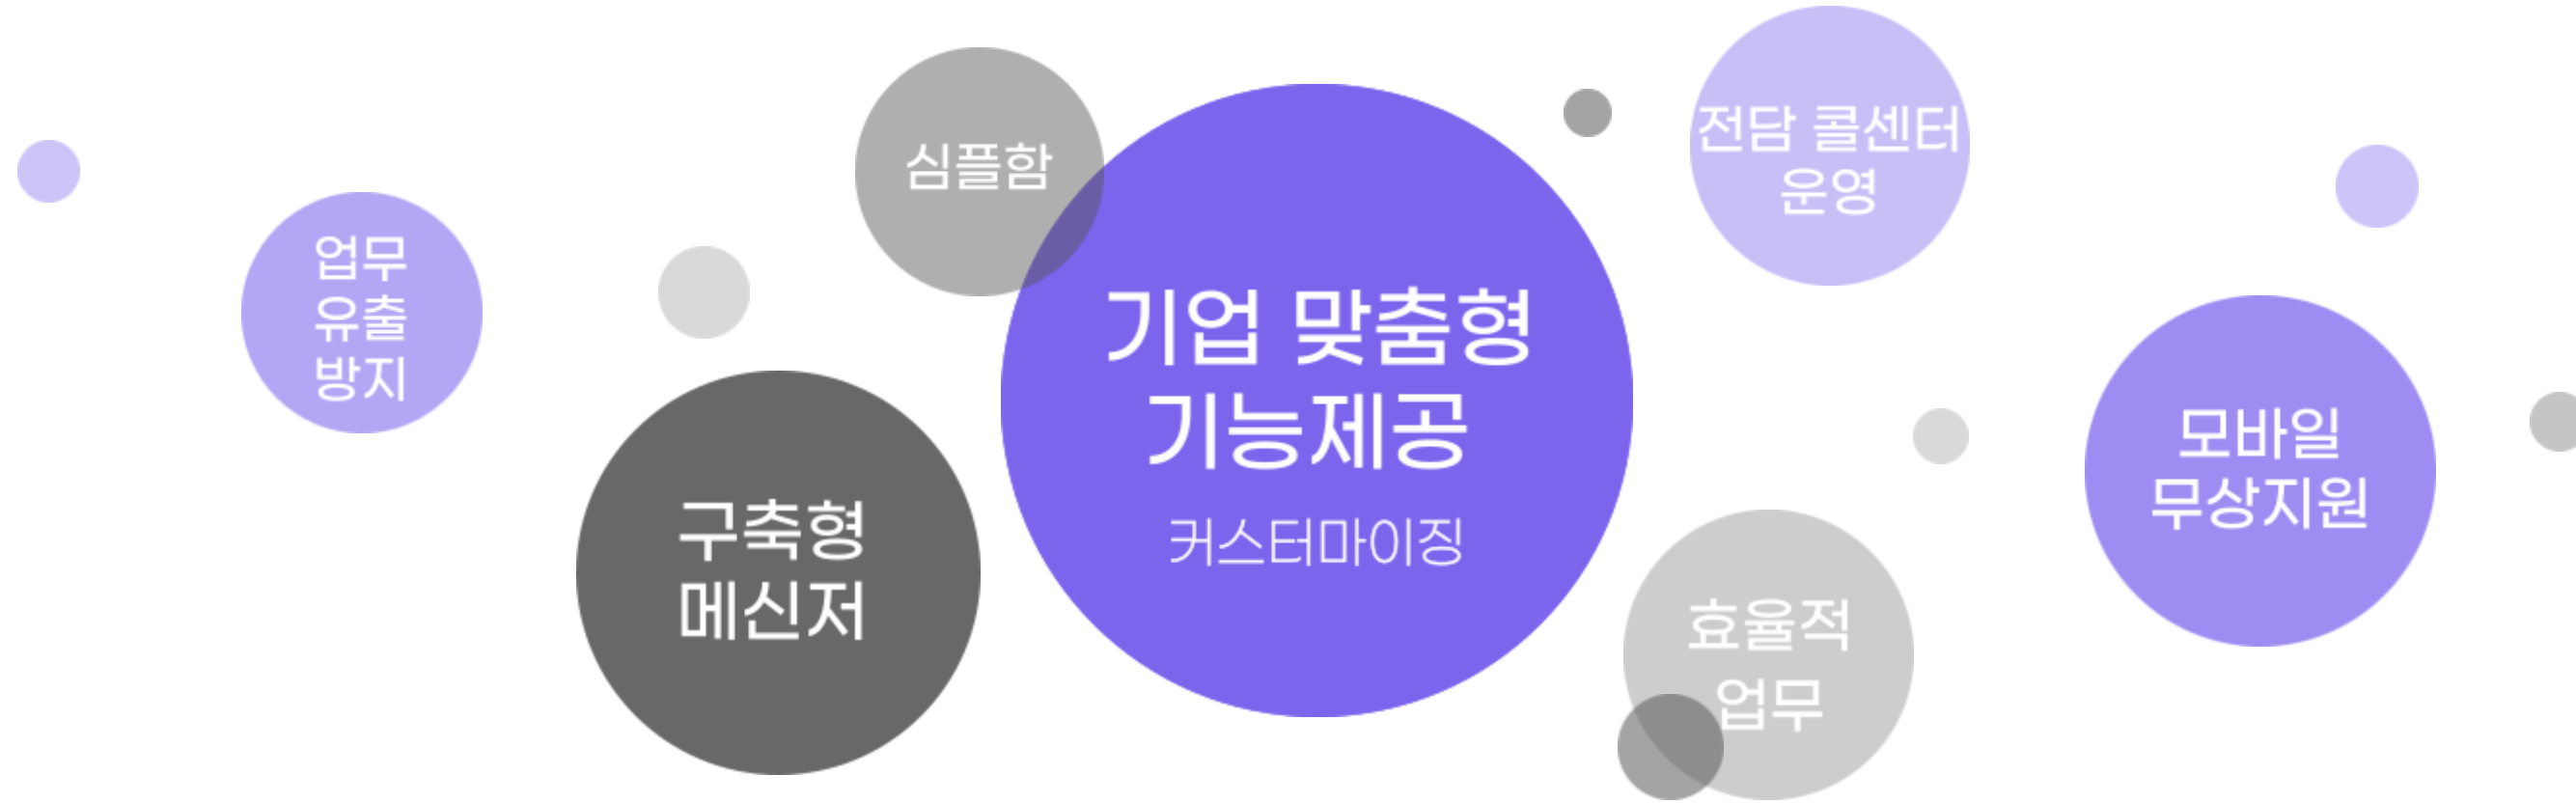 업무
유출
방지
구축형
메신저
심플함
기업 맞춤형
기능제공
커스터마이징
전담 콜센터
운영
효율적
업무
모바일
무상지원